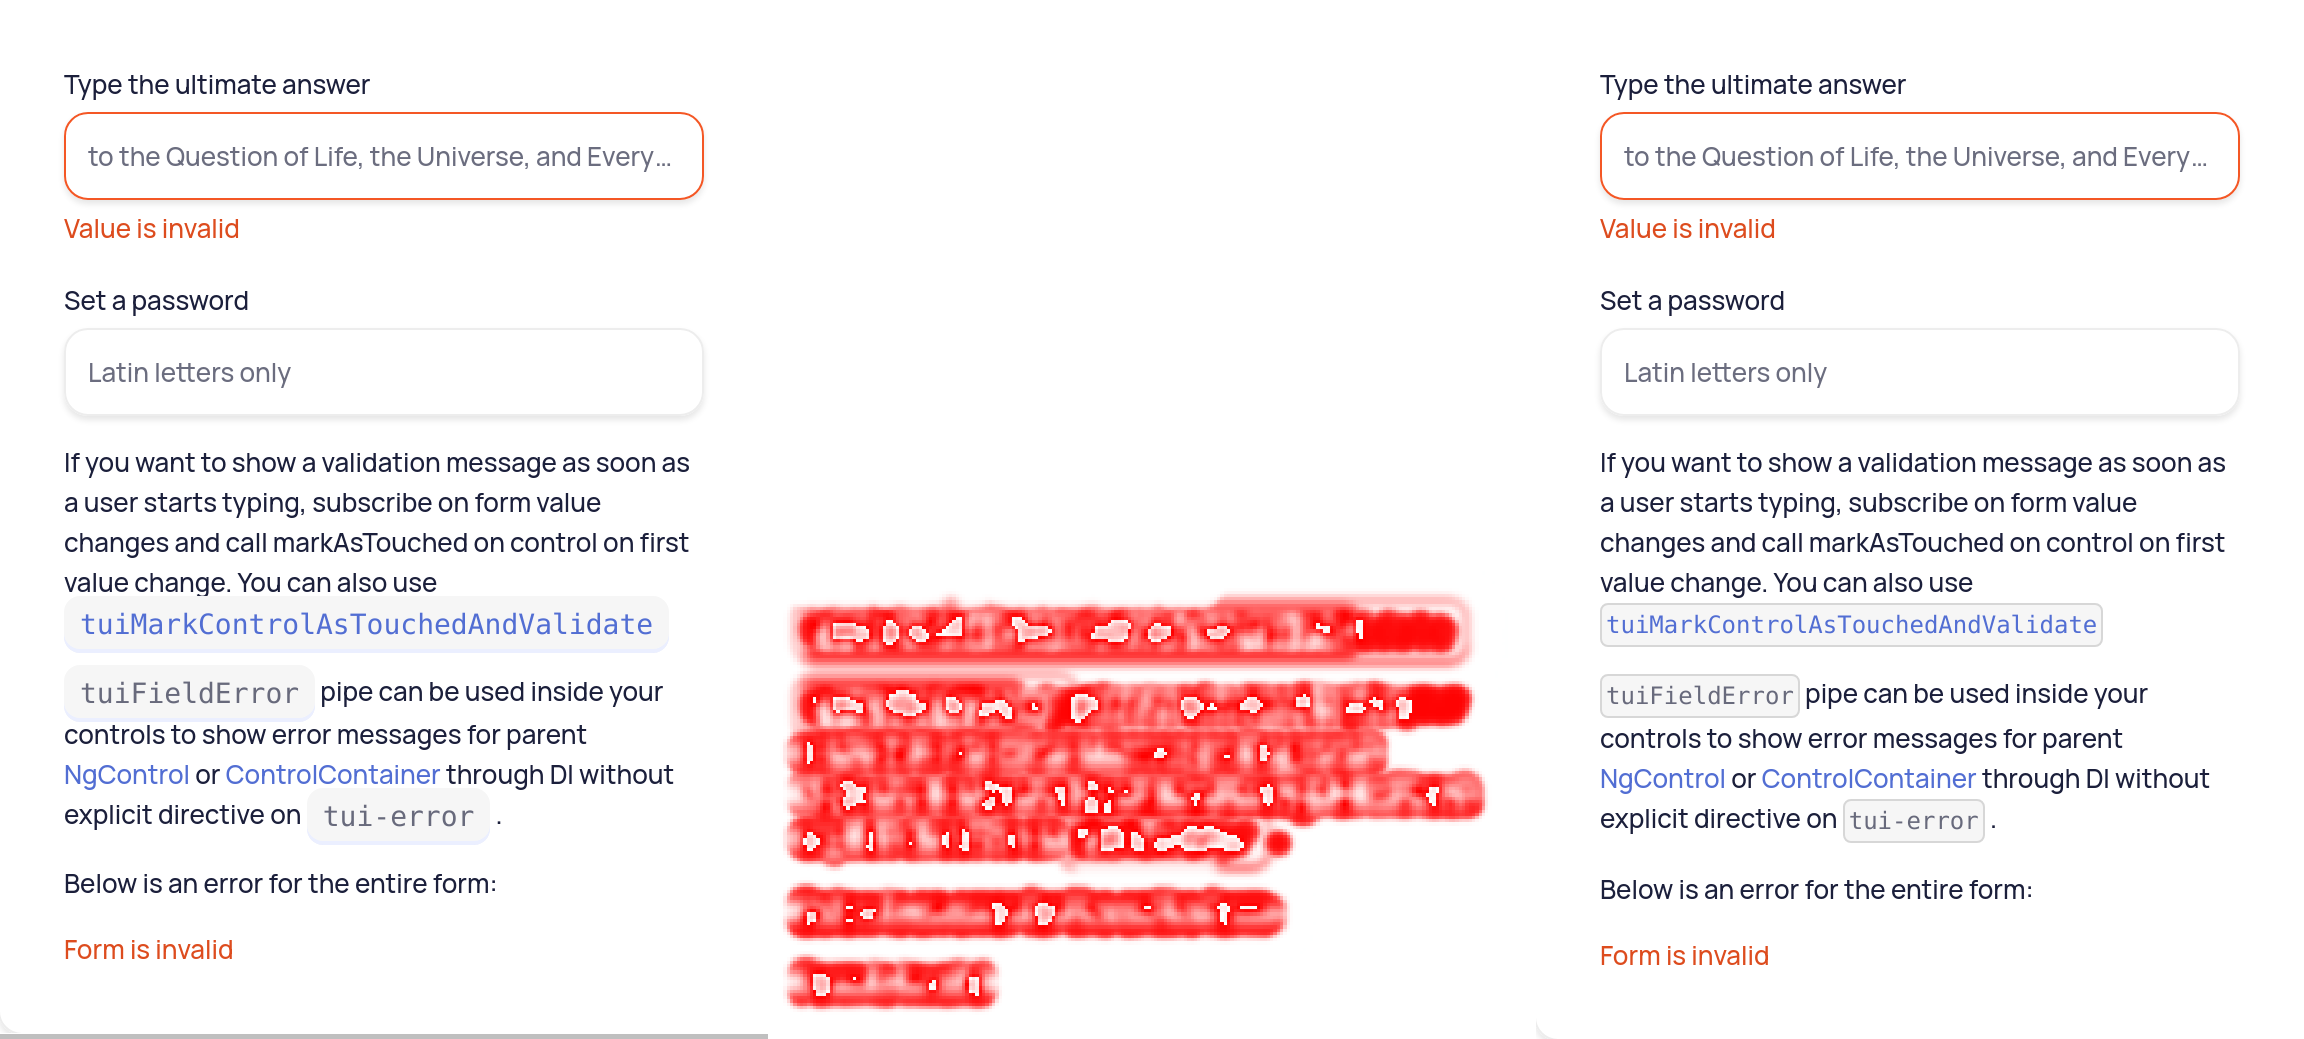 Type the ultimate answer
to the Question of Life, the Universe, and Every...
Value is invalid
Set a password
Latin letters only
If you want to show a validation message as soon as
a user starts typing, subscribe on form value
changes and call markAsTouched on control on first
value change. You can also use
tuiMarkControlAsTouchedAndValidate
tuiFieldError pipe can be used inside your
controls to show error messages for parent
NgControl or ControlContainer through DI without
explicit directive on tui-error .
Below is an error for the entire form:
Form is invalid
Type the ultimate answer
to the Question of Life, the Universe, and Every...
Value is invalid
Set a password
Latin letters only
If you want to show a validation message as soon as
a user starts typing, subscribe on form value
changes and call markAsTouched on control on first
value change. You can also use
tuiMarkControlAsTouchedAndValidate
tuiFieldError pipe can be used inside your
controls to show error messages for parent
NgControl or ControlContainer through DI without
explicit directive on tui-error .
Below is an error for the entire form:
Form is invalid